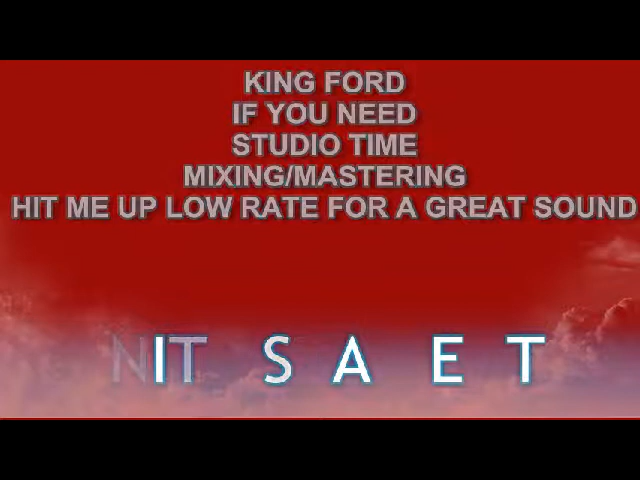 KING FORD
IF YOU NEED
STUDIO TIME
MIXING/MASTERING
HIT ME UP LOW RATE FOR A GREAT SOUND
S A E T